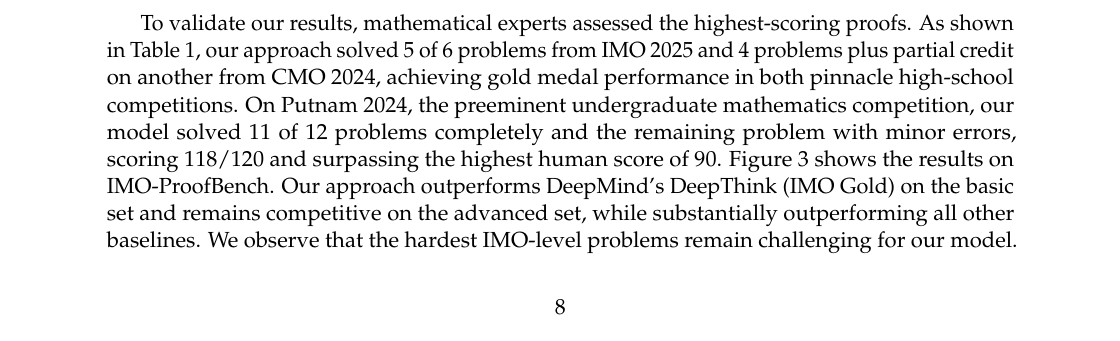 To validate our results, mathematical experts assessed the highest-scoring proofs. As shown
in Table 1, our approach solved 5 of 6 problems from IMO 2025 and 4 problems plus partial credit
on another from CMO 2024, achieving gold medal performance in both pinnacle high-school
competitions. On Putnam 2024, the preeminent undergraduate mathematics competition, our
model solved 11 of 12 problems completely and the remaining problem with minor errors,
scoring 118/120 and surpassing the highest human score of 90. Figure 3 shows the results on
IMO-ProofBench. Our approach outperforms DeepMind's DeepThink (IMO Gold) on the basic
set and remains competitive on the advanced set, while substantially outperforming all other
baselines. We observe that the hardest IMO-level problems remain challenging for our model.
8